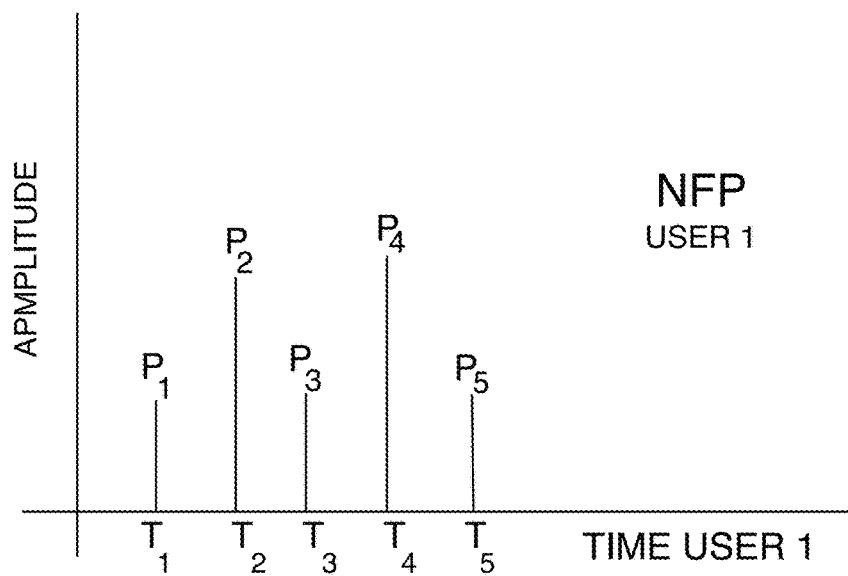 APMPLITUDE
NFP
USER 1
P4
P2
P3
P1
P5
T1 T2 T3 T4 T5
TIME USER 1